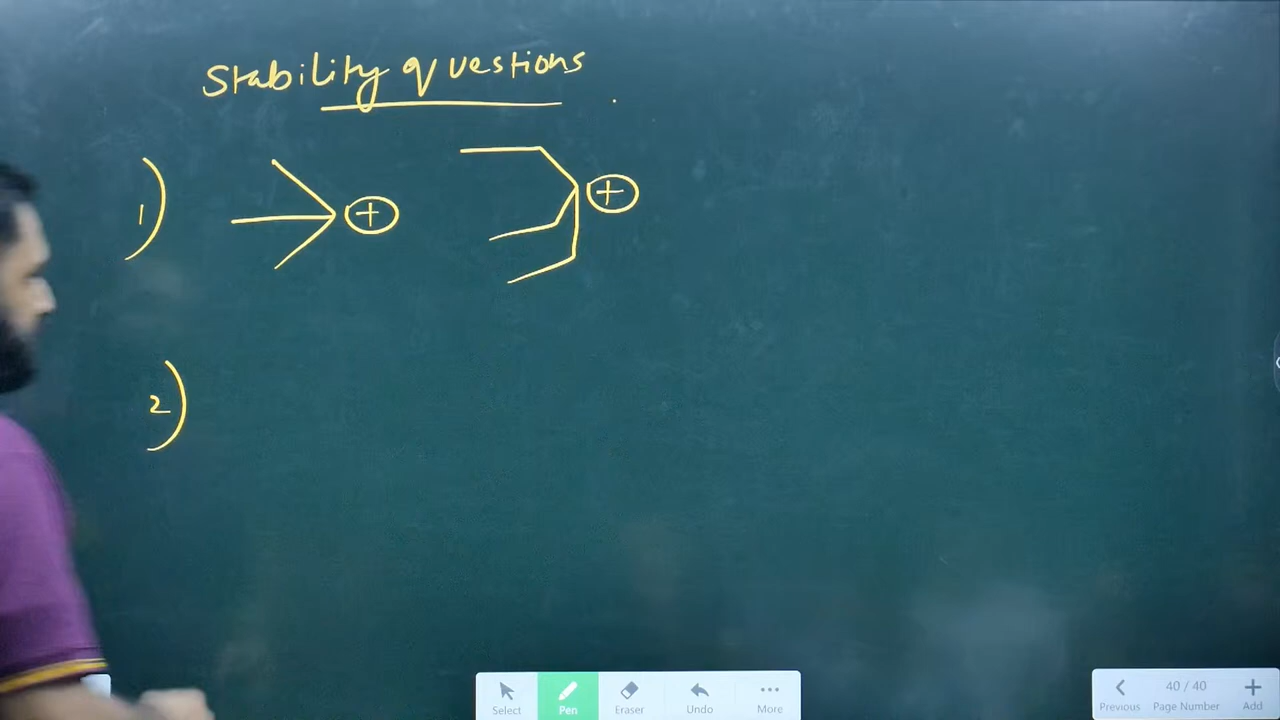 Stability questions
1)
+
+
2)
Select
Pen
Eraser
Undo
More
Previous
40 / 40
Page Number
Add